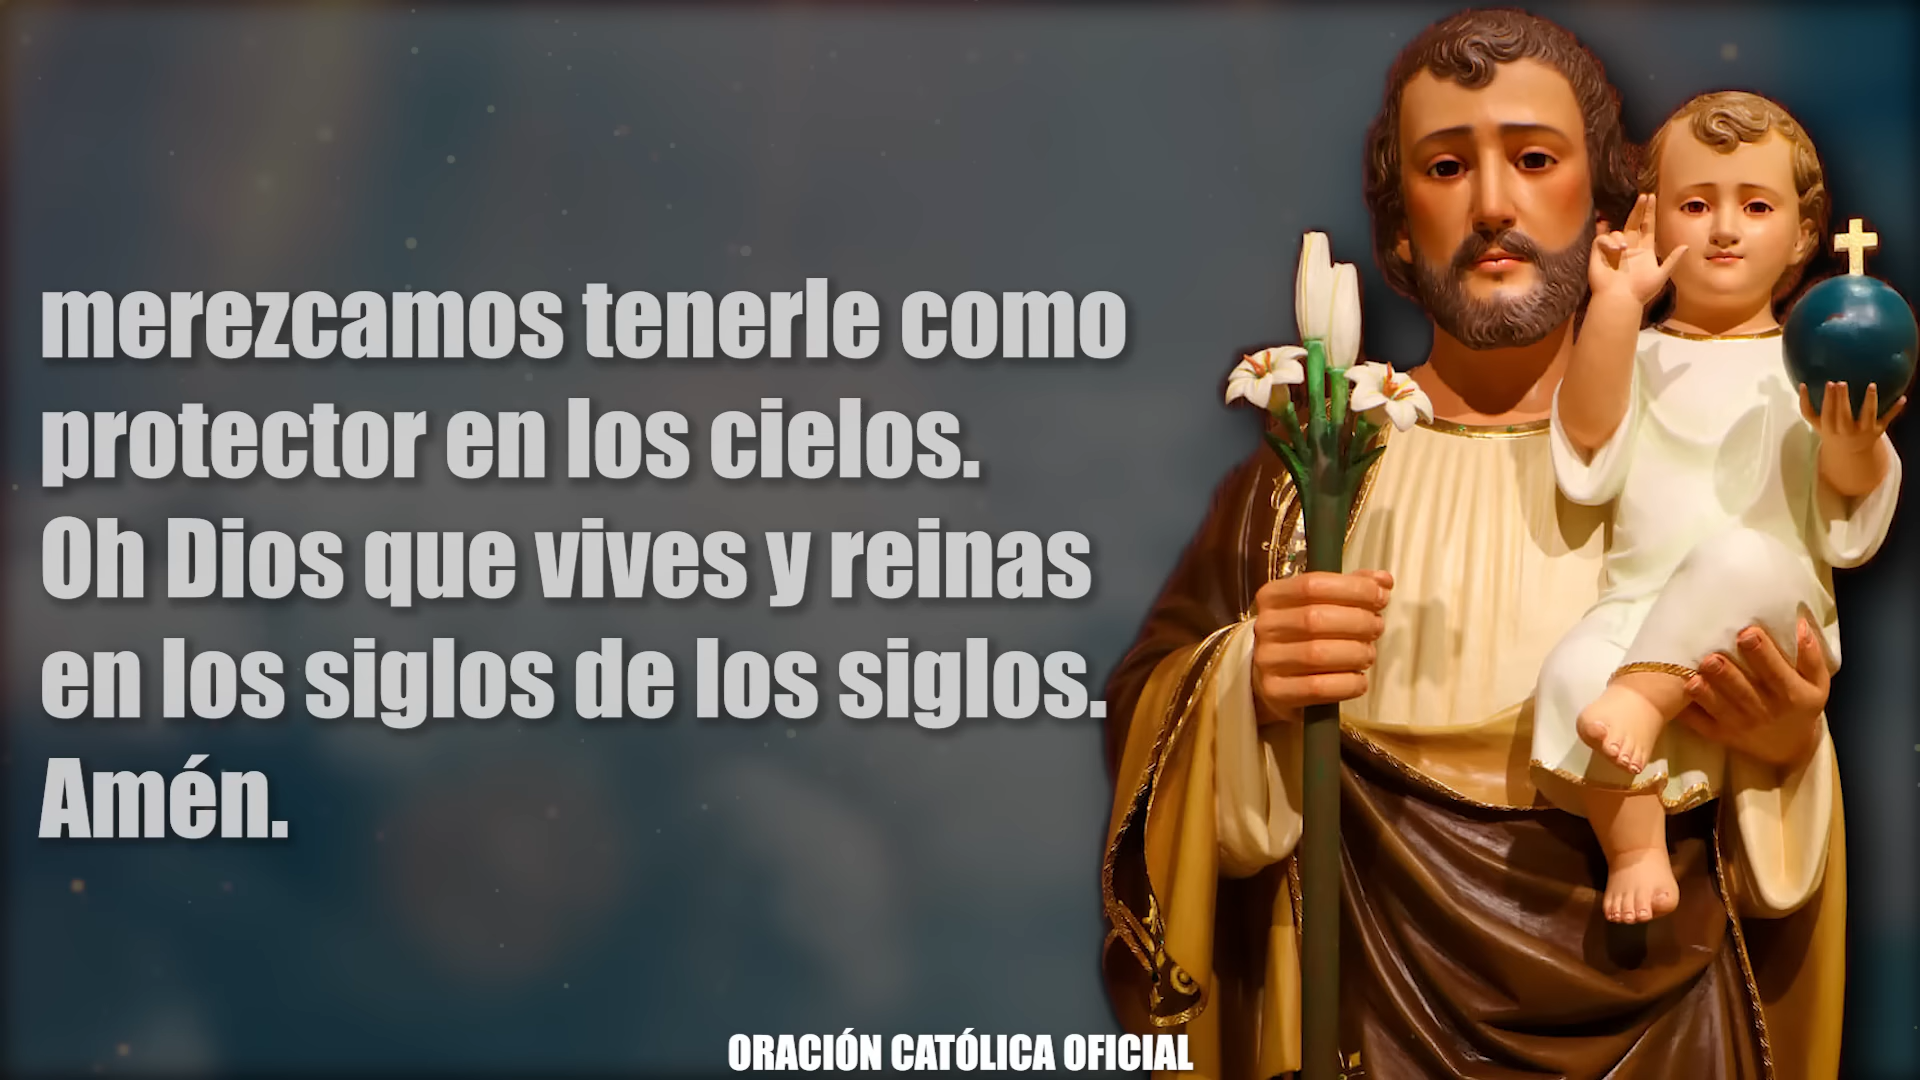 merezcamos tenerle como
protector en los cielos.
Oh Dios que vives y reinas
en los siglos de los siglos.
Amén.
ORACIÓN CATÓLICA OFICIAL